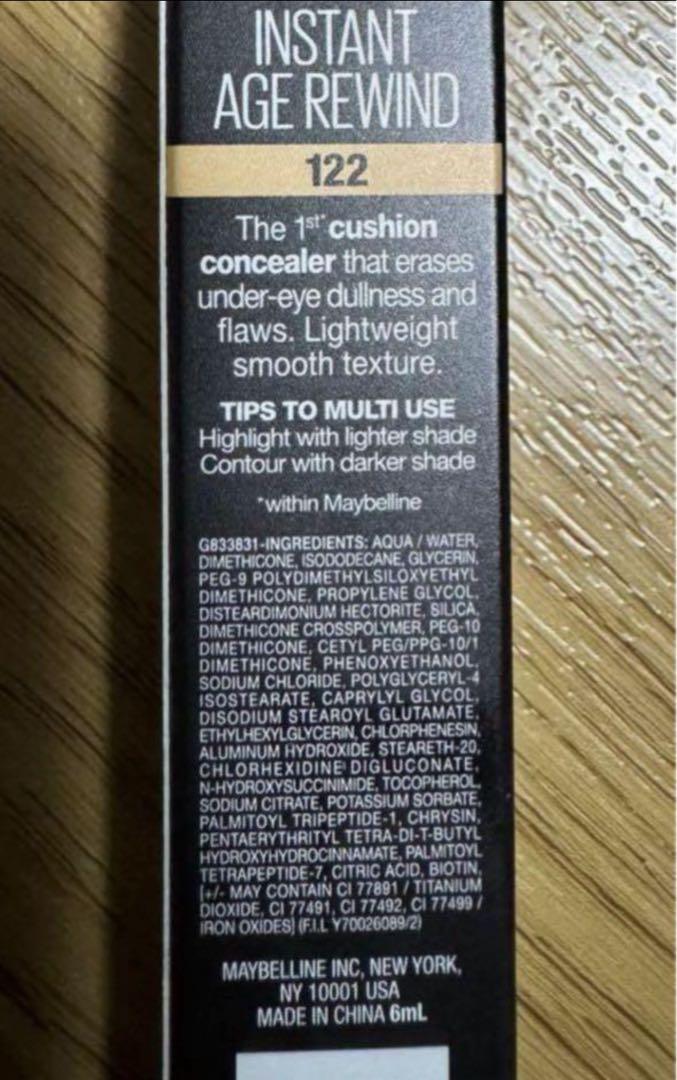 INSTANT
AGE REWIND
122
The 1st* cushion
concealer that erases
under-eye dullness and
flaws. Lightweight
smooth texture.
TIPS TO MULTI USE
Highlight with lighter shade
Contour with darker shade
*within Maybelline
G833831-INGREDIENTS: AQUA / WATER,
DIMETHICONE, ISODODECANE, GLYCERIN,
PEG-9 POLYDIMETHYLSILOXYETHYL
DIMETHICONE, PROPYLENE GLYCOL,
DISTEARDIMONIUM HECTORITE, SILICA,
DIMETHICONE CROSSPOLYMER, PEG-10
DIMETHICONE, CETYL PEG/PPG-10/1
DIMETHICONE, PHENOXYETHANOL,
SODIUM CHLORIDE, POLYGLYCERYL-4
ISOSTEARATE, CAPRYLYL GLYCOL,
DISODIUM STEAROYL GLUTAMATE,
ETHYLHEXYLGLYCERIN, CHLORPHENESIN,
ALUMINUM HYDROXIDE, STEARETH-20,
CHLORHEXIDINE DIGLUCONATE,
N-HYDROXYSUCCINIMIDE, TOCOPHEROL,
SODIUM CITRATE, POTASSIUM SORBATE,
PALMITOYL TRIPEPTIDE-1, CHRYSIN,
PENTAERYTHRITYL TETRA-DI-T-BUTYL
HYDROXYHYDROCINNAMATE, PALMITOYL
TETRAPEPTIDE-7, CITRIC ACID, BIOTIN,
[+/- MAY CONTAIN CI 77891 / TITANIUM
DIOXIDE, CI 77491, CI 77492, CI 77499 /
IRON OXIDES] (F.I.L Y70026089/2)
MAYBELLINE INC, NEW YORK,
NY 10001 USA
MADE IN CHINA 6mL